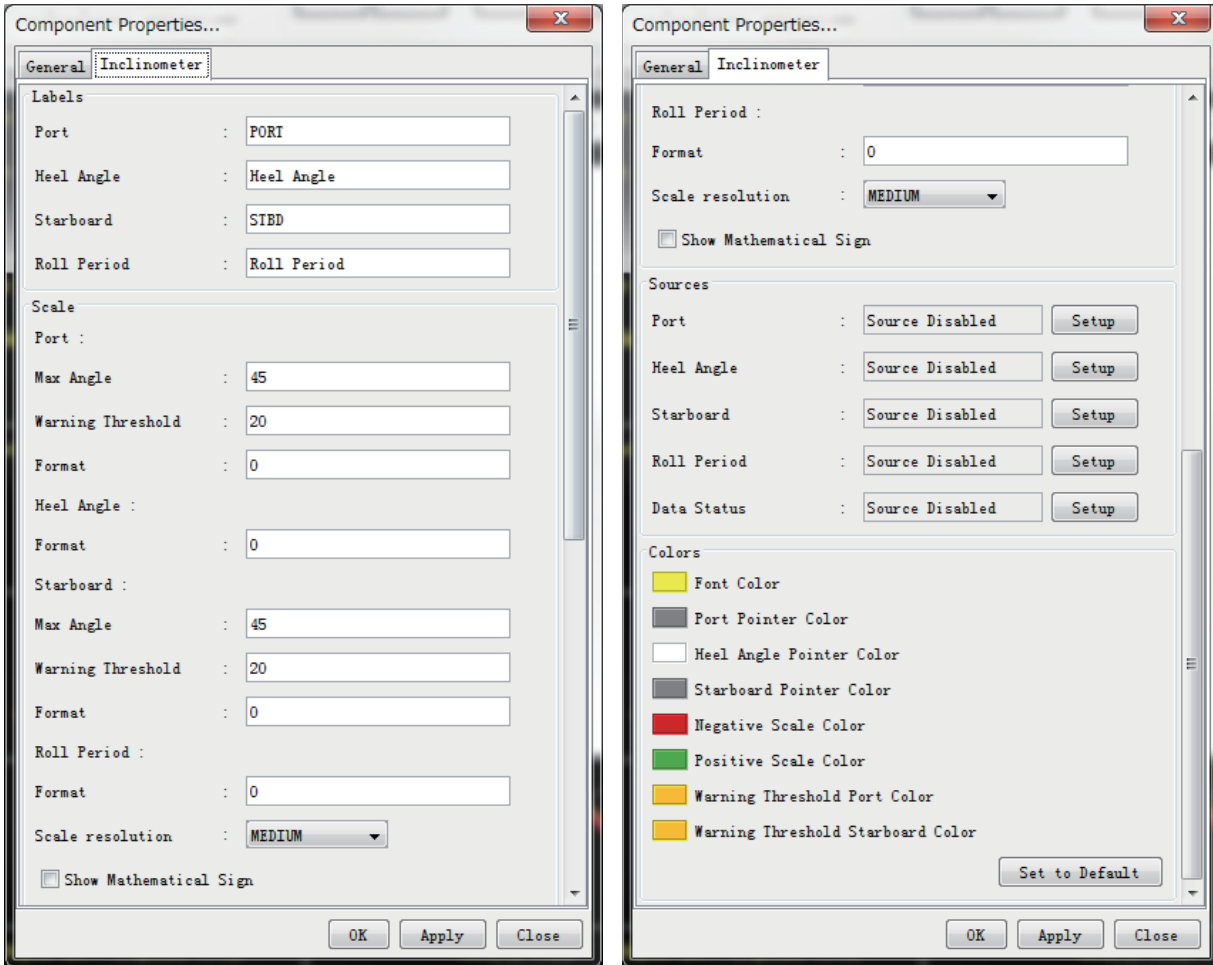 Component Properties...
General Inclinometer
Labels
Port : PORT
Heel Angle : Heel Angle
Starboard : STBD
Roll Period : Roll Period
Scale
Port :
Max Angle : 45
Warning Threshold : 20
Format : 0
Heel Angle :
Format : 0
Starboard :
Max Angle : 45
Warning Threshold : 20
Format : 0
Roll Period :
Format : 0
Scale resolution : MEDIUM
Show Mathematical Sign
OK Apply Close
Component Properties...
General Inclinometer
Roll Period :
Format : 0
Scale resolution : MEDIUM
Show Mathematical Sign
Sources
Port : Source Disabled Setup
Heel Angle : Source Disabled Setup
Starboard : Source Disabled Setup
Roll Period : Source Disabled Setup
Data Status : Source Disabled Setup
Colors
Font Color
Port Pointer Color
Heel Angle Pointer Color
Starboard Pointer Color
Negative Scale Color
Positive Scale Color
Warning Threshold Port Color
Warning Threshold Starboard Color
Set to Default
OK Apply Close